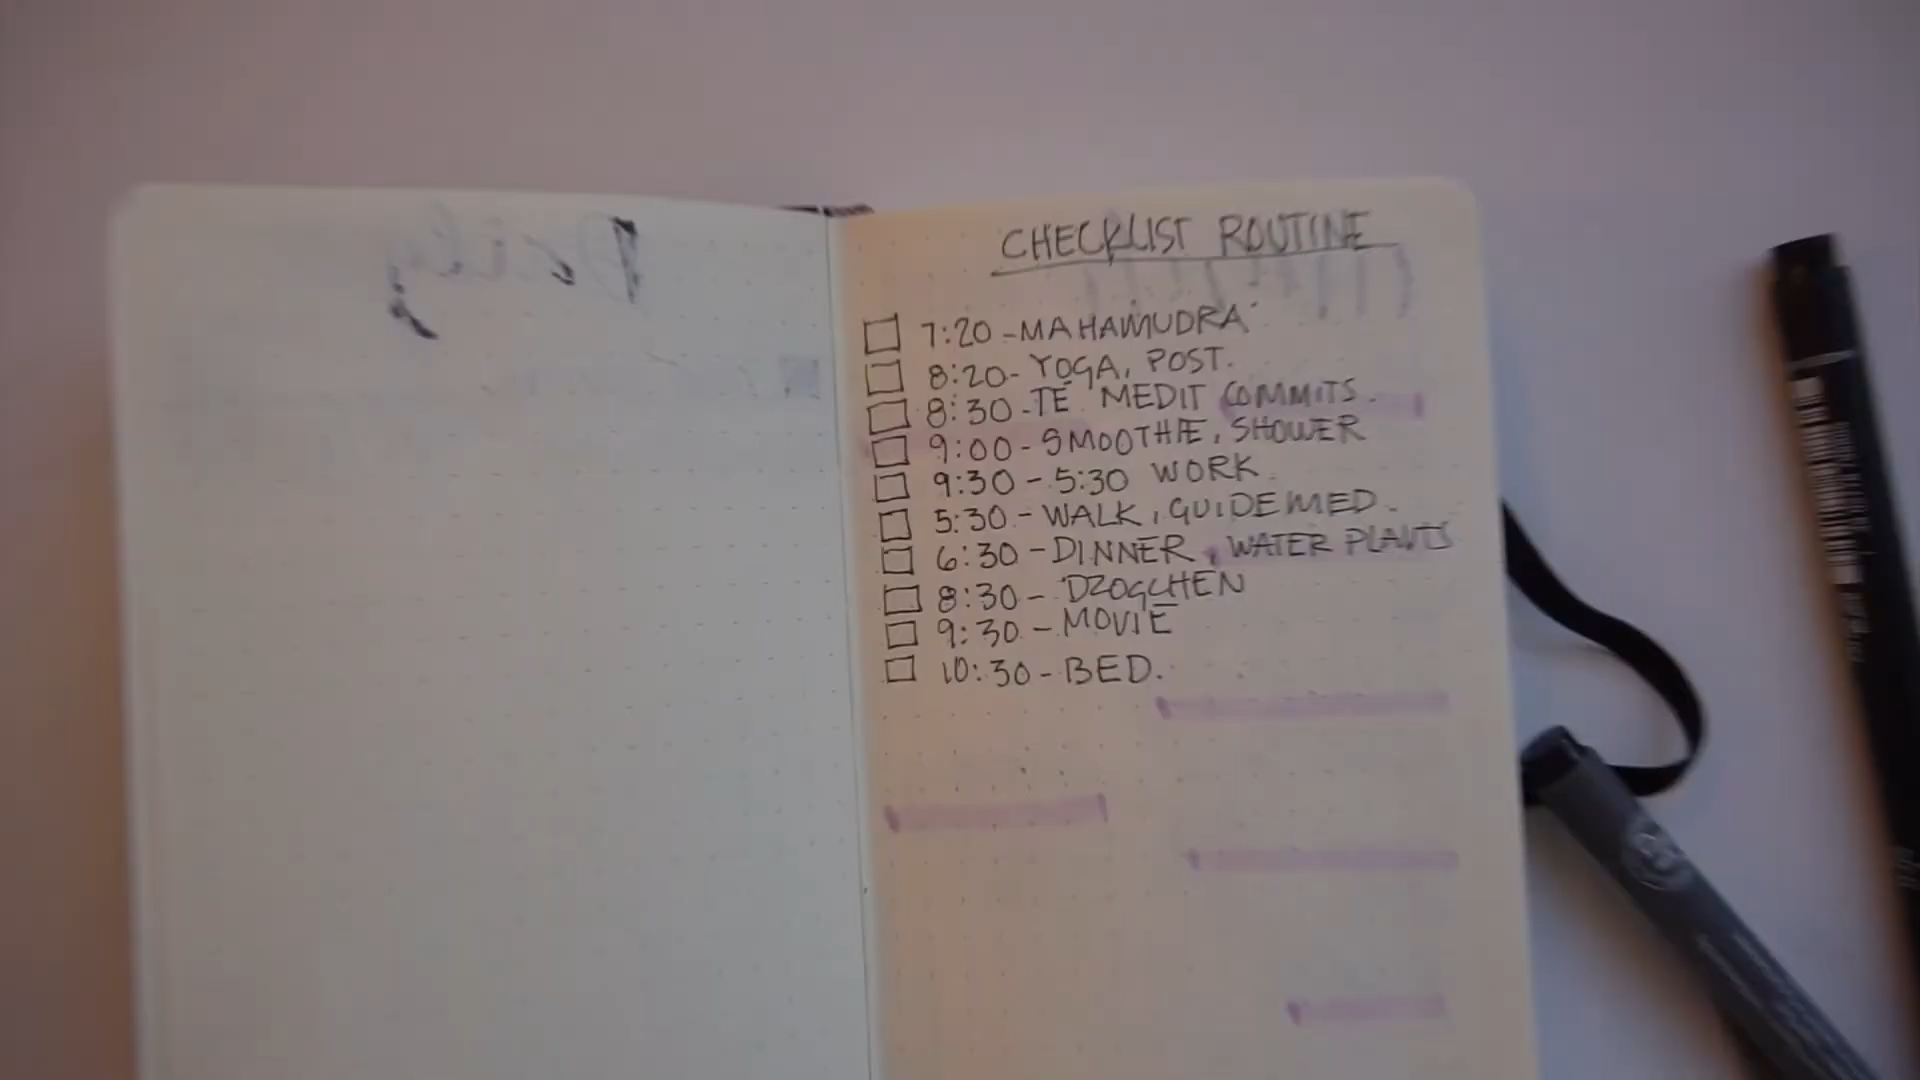 CHECKLIST ROUTINE
7:20 - MAHAMUDRA
8:20 - YOGA, POST.
8:30 - TE MEDIT COMMITS.
9:00 - SMOOTHIE, SHOWER
9:30 - 5:30 WORK
5:30 - WALK, GUIDEMED.
6:30 - DINNER, WATER PLANTS
8:30 - DZOGCHEN
9:30 - MOVIE
10:30 - BED.